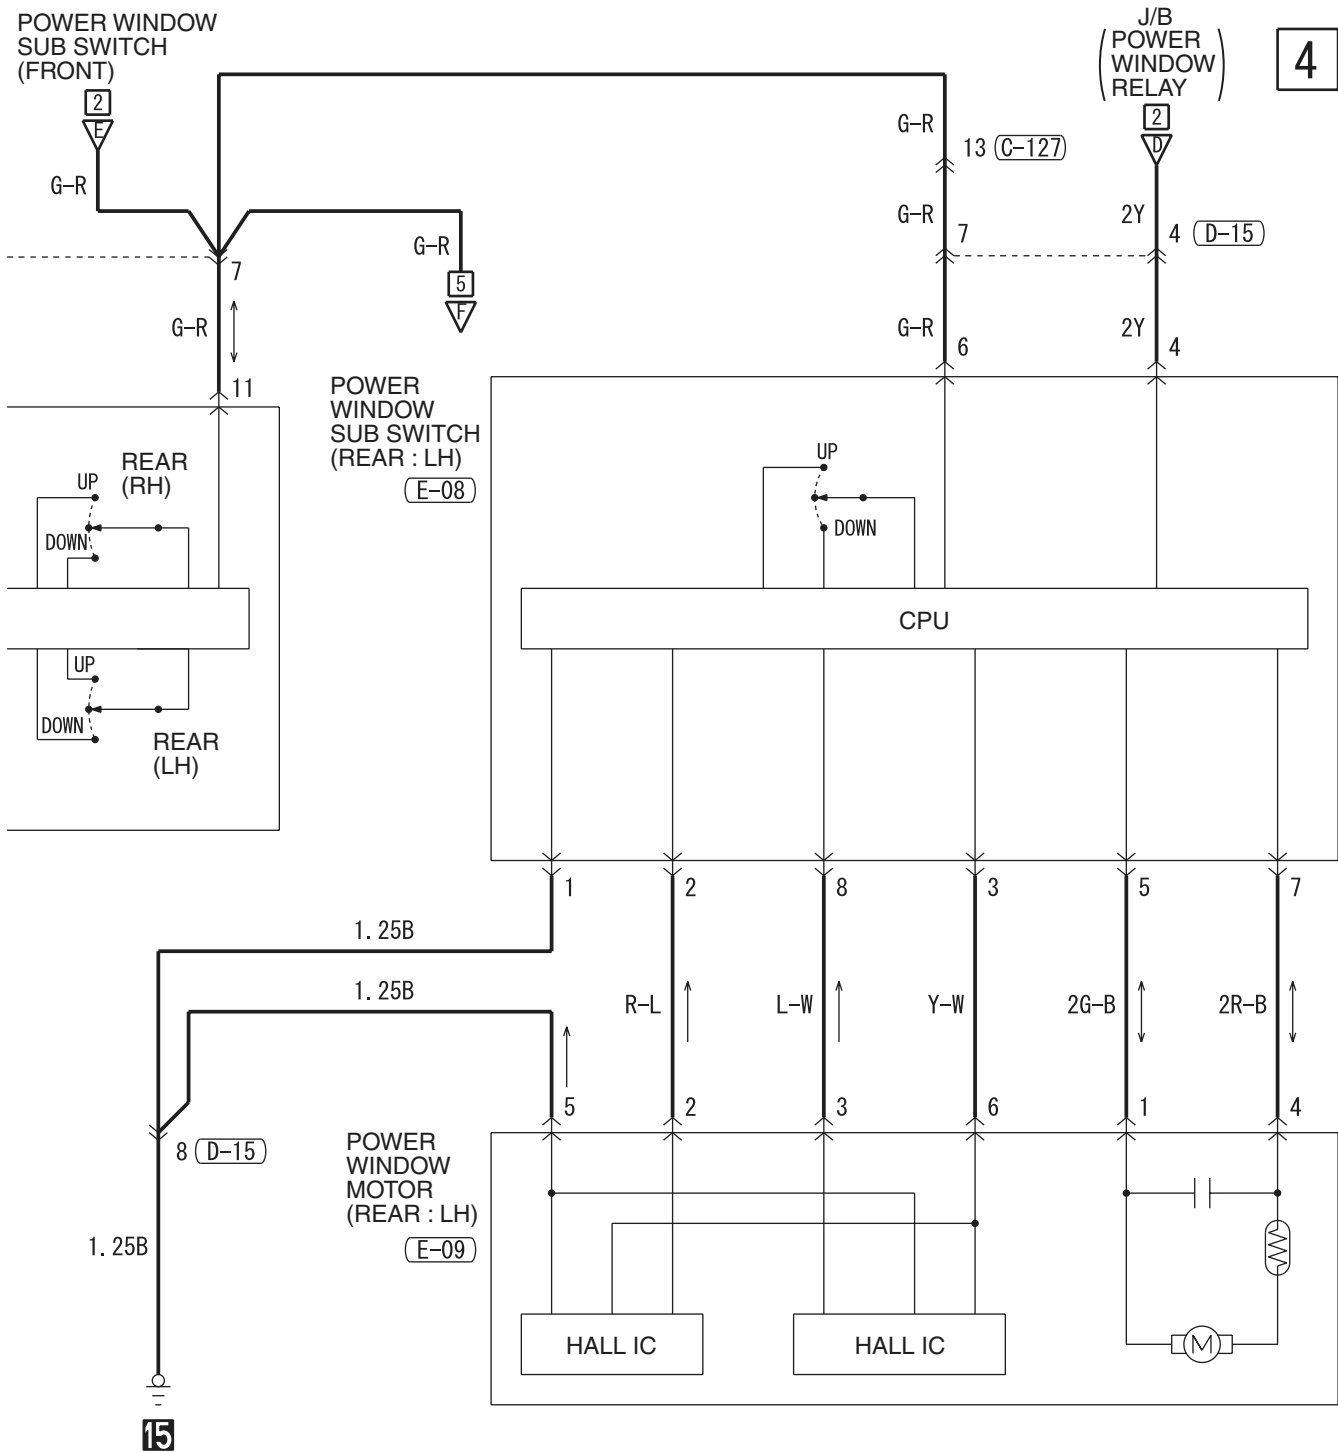 POWER WINDOW
SUB SWITCH
(FRONT)
2
E
G-R
J/B
(POWER
WINDOW
RELAY)
2
D
4
G-R
13 C-127
G-R
7
2Y
4 D-15
G-R
5
F
7
G-R
11
G-R
6
2Y
4
POWER
WINDOW
SUB SWITCH
(REAR : LH)
E-08
REAR
(RH)
UP
DOWN
UP
DOWN
CPU
UP
DOWN
REAR
(LH)
1
2
8
3
5
7
1.25B
1.25B
R-L
L-W
Y-W
2G-B
2R-B
5
2
3
6
1
4
8 D-15
POWER
WINDOW
MOTOR
(REAR : LH)
E-09
1.25B
HALL IC
HALL IC
M
15